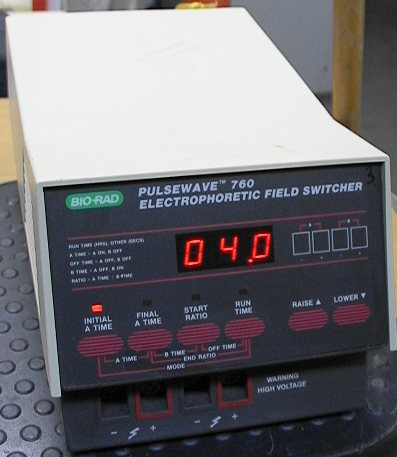 BIO-RAD
PULSEWAVE™ 760
ELECTROPHORETIC FIELD SWITCHER
3
RUN TIME (HRS), OTHER (SECS)
A TIME - A ON, B OFF
OFF TIME - A OFF, B OFF
B TIME - A OFF, B ON
RATIO - A TIME ÷ B TIME
04.0
A B
- + - +
INITIAL A TIME
FINAL A TIME
START RATIO
RUN TIME
RAISE ▲
LOWER ▼
A TIME
B TIME
OFF TIME
END RATIO
MODE
WARNING
HIGH VOLTAGE
- +
- +